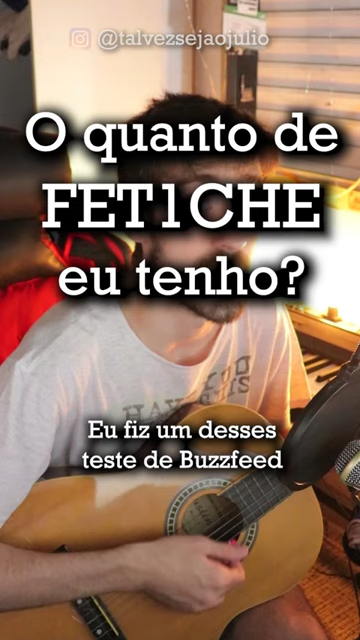 @talvezsejaojulio
O quanto de
FET1CHE
eu tenho?
Eu fiz um desses
teste de Buzzfeed